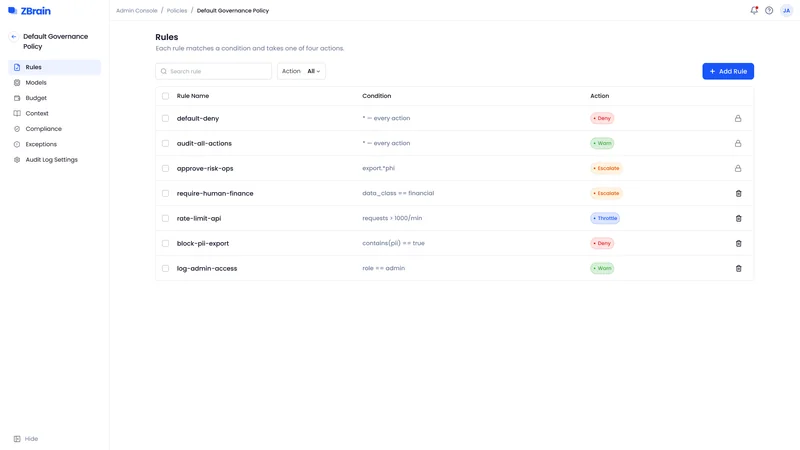 ZBrain
Admin Console / Policies / Default Governance Policy
JA
Default Governance Policy
Rules
Models
Budget
Context
Compliance
Exceptions
Audit Log Settings
Hide
Rules
Each rule matches a condition and takes one of four actions.
Search rule
Action All
+ Add Rule
Rule Name Condition Action
default-deny * — every action Deny
audit-all-actions * — every action Warn
approve-risk-ops export.*phi Escalate
require-human-finance data_class == financial Escalate
rate-limit-api requests > 1000/min Throttle
block-pii-export contains(pii) == true Deny
log-admin-access role == admin Warn